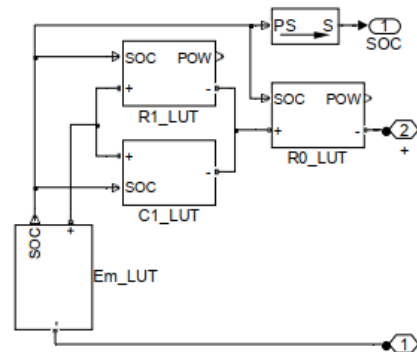 PS S
1
SOC
SOC POW
+ -
R1_LUT
SOC POW
+ -
R0_LUT
2
+
+
-
SOC
C1_LUT
SOC +
Em_LUT
-
1